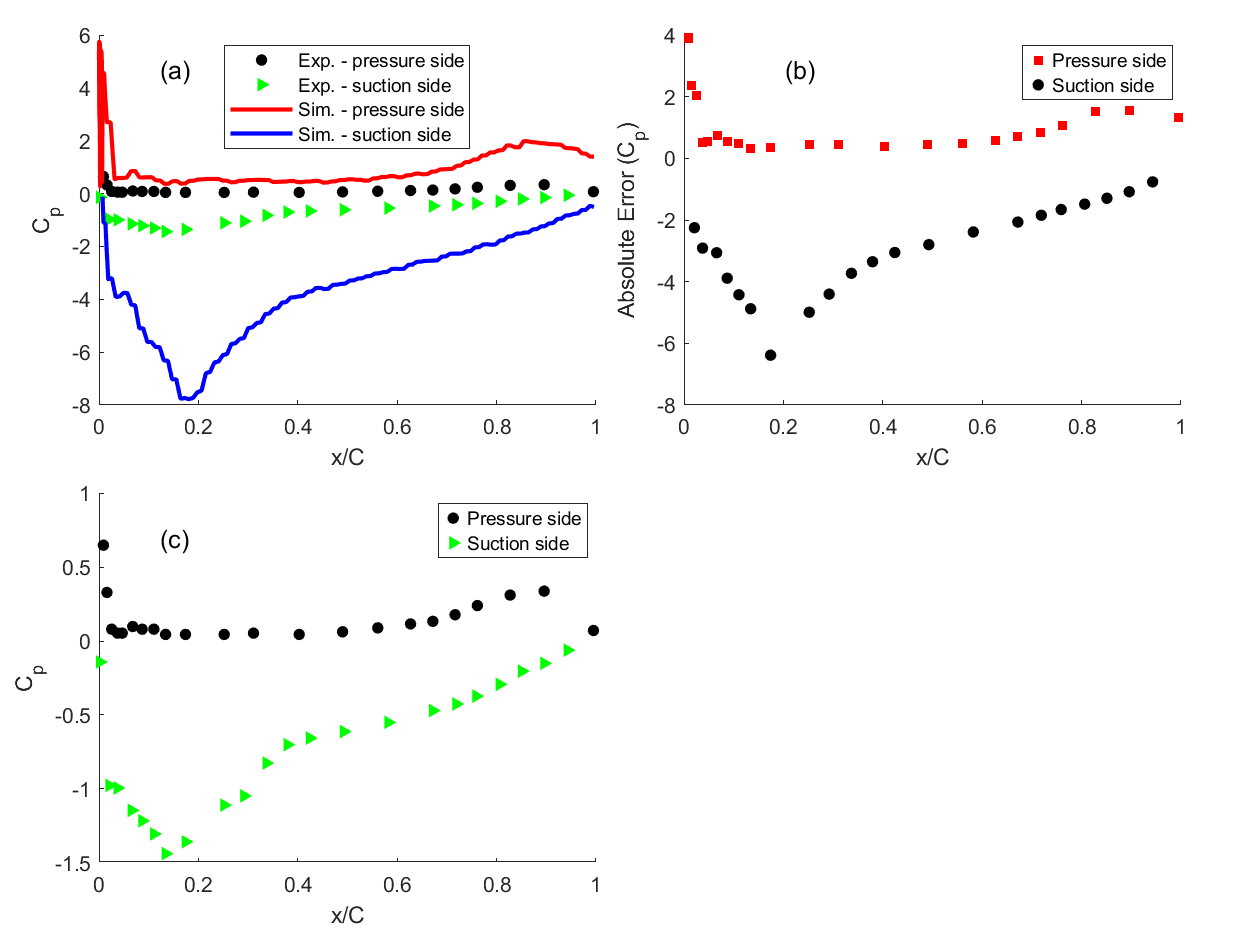 (a)
Exp. - pressure side
Exp. - suction side
Sim. - pressure side
Sim. - suction side
6
4
2
0
-2
-4
-6
-8
C_p
0 0.2 0.4 0.6 0.8 1
x/C
(b)
Pressure side
Suction side
4
2
0
-2
-4
-6
-8
Absolute Error (C_p)
0 0.2 0.4 0.6 0.8 1
x/C
(c)
Pressure side
Suction side
1
0.5
0
-0.5
-1
-1.5
C_p
0 0.2 0.4 0.6 0.8 1
x/C